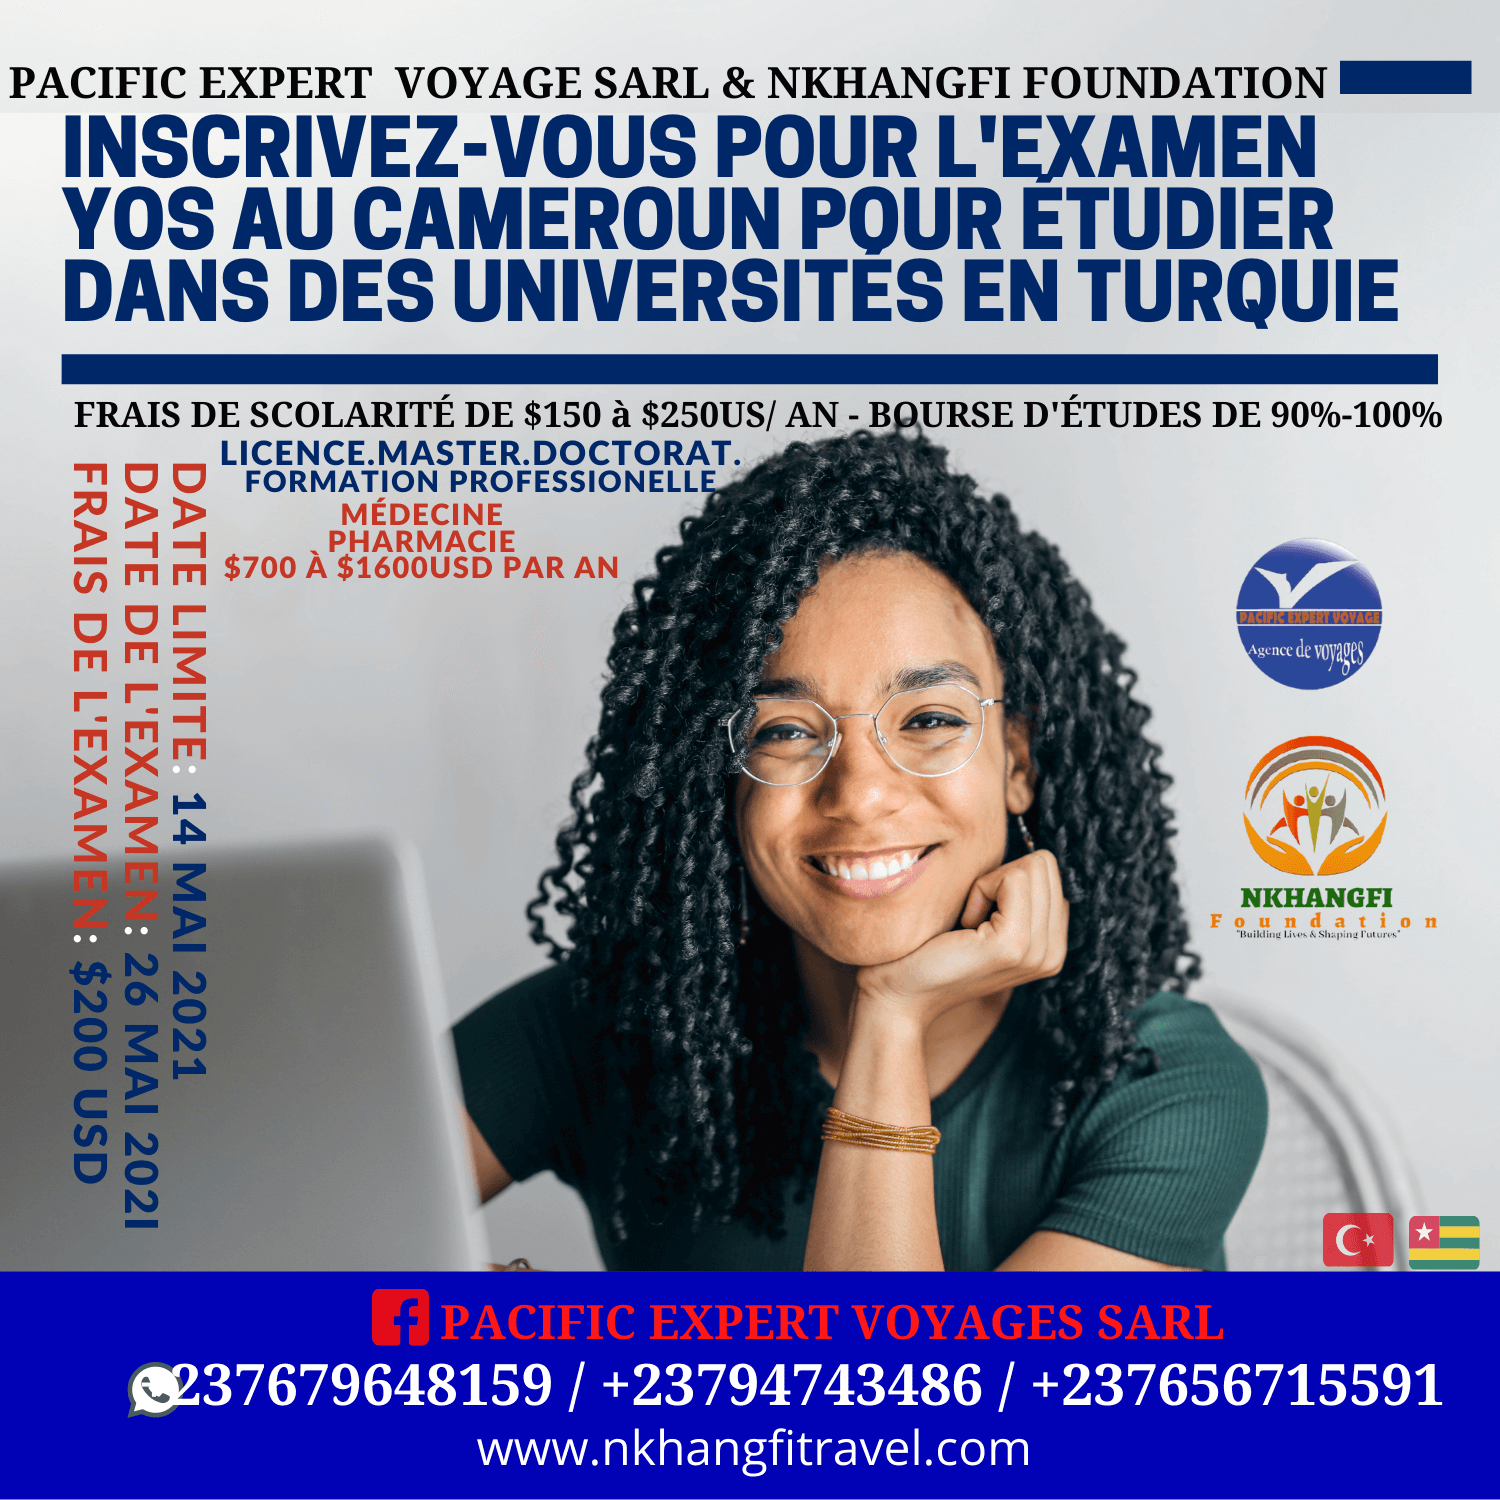 PACIFIC EXPERT VOYAGE SARL & NKHANGFI FOUNDATION
INSCRIVEZ-VOUS POUR L'EXAMEN
YOS AU CAMEROUN POUR ÉTUDIER
DANS DES UNIVERSITÉS EN TURQUIE
FRAIS DE SCOLARITÉ DE $150 à $250US/ AN - BOURSE D'ÉTUDES DE 90%-100%
LICENCE.MASTER.DOCTORAT.
FORMATION PROFESSIONELLE
MÉDECINE
PHARMACIE
$700 À $1600USD PAR AN
DATE LIMITE: 14 MAI 2021
DATE DE L'EXAMEN: 26 MAI 2021
FRAIS DE L'EXAMEN: $200 USD
PACIFIC EXPERT VOYAGE
Agence de voyages
NKHANGFI
Foundation
"Building Lives & Shaping Futures"
PACIFIC EXPERT VOYAGES SARL
237679648159 / +23794743486 / +237656715591
www.nkhangfitravel.com